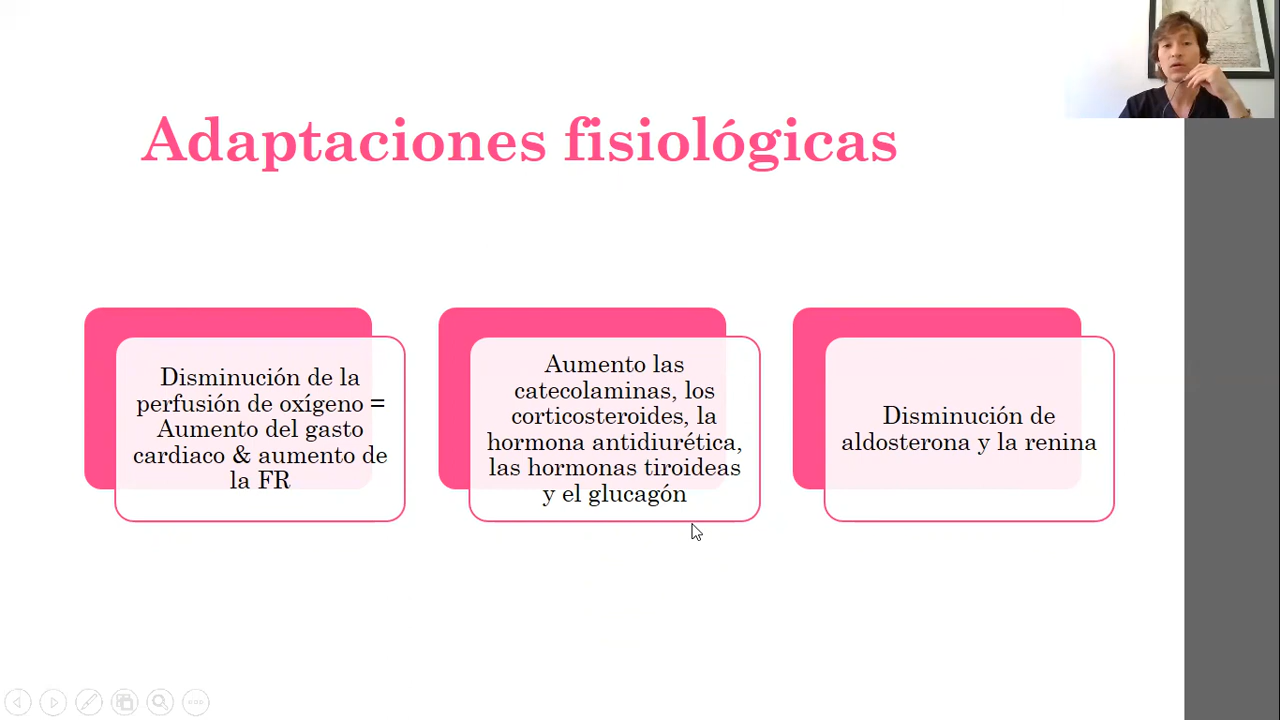 Adaptaciones fisiológicas
Disminución de la
perfusión de oxígeno =
Aumento del gasto
cardiaco & aumento de
la FR
Aumento las
catecolaminas, los
corticosteroides, la
hormona antidiurética,
las hormonas tiroideas
y el glucagón
Disminución de
aldosterona y la renina